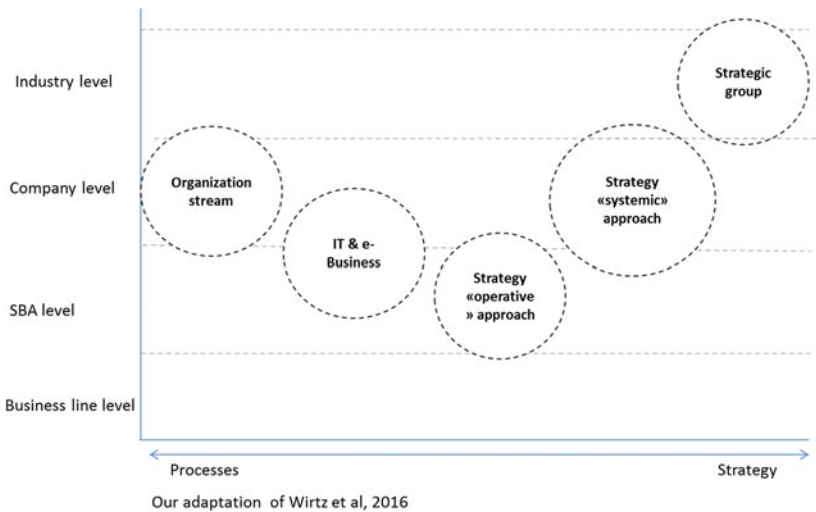 Industry level
Strategic
group
Company level
Organization
stream
Strategy
«systemic»
approach
IT & e-
Business
Strategy
«operative
» approach
SBA level
Business line level
Processes
Strategy
Our adaptation of Wirtz et al, 2016